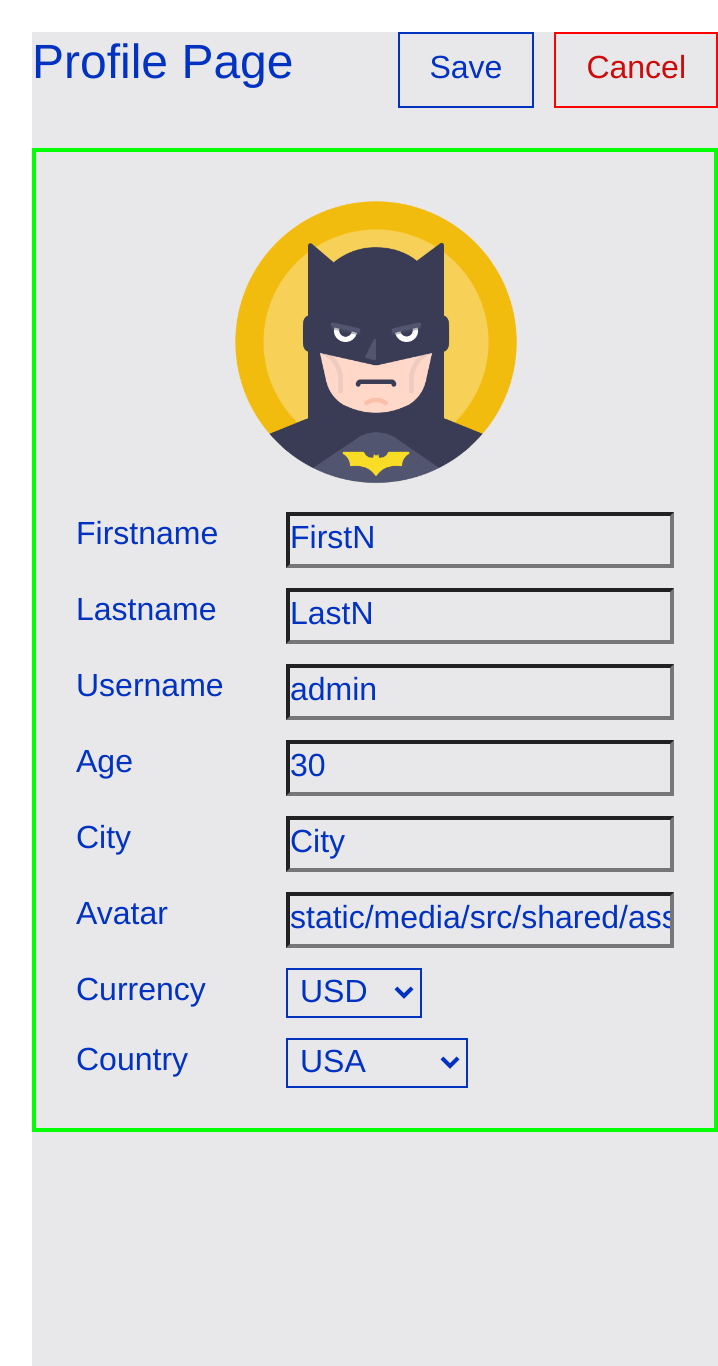 Profile Page Save Cancel
Firstname FirstN
Lastname LastN
Username admin
Age 30
City City
Avatar static/media/src/shared/ass
Currency USD
Country USA